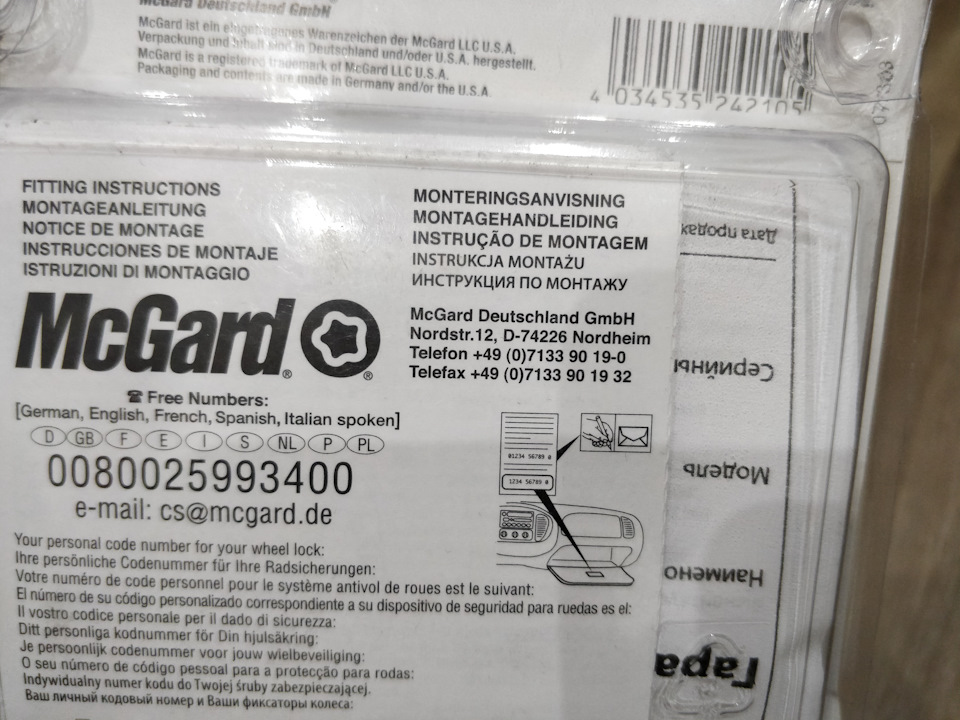 McGard Deutschland GmbH
McGard ist ein eingetragenes Warenzeichen der McGard LLC U.S.A.
Verpackung und Inhalt sind in Deutschland und/oder U.S.A. hergestellt.
McGard is a registered trademark of McGard LLC U.S.A.
Packaging and contents are made in Germany and/or the U.S.A.
4 034535 242105
FITTING INSTRUCTIONS
MONTAGEANLEITUNG
NOTICE DE MONTAGE
INSTRUCCIONES DE MONTAJE
ISTRUZIONI DI MONTAGGIO
MONTERINGSANVISNING
MONTAGEHANDLEIDING
INSTRUÇÃO DE MONTAGEM
INSTRUKCJA MONTAŻU
ИНСТРУКЦИЯ ПО МОНТАЖУ
McGard® ®
McGard Deutschland GmbH
Nordstr.12, D-74226 Nordheim
Telefon +49 (0)7133 90 19-0
Telefax +49 (0)7133 90 19 32
☎ Free Numbers:
[German, English, French, Spanish, Italian spoken]
D GB F E I S NL P PL
0080025993400
e-mail: cs@mcgard.de
01234 56789 0
1234 56789 0
Your personal code number for your wheel lock:
Ihre persönliche Codenummer für Ihre Radsicherungen:
Votre numéro de code personnel pour le système antivol de roues est le suivant:
El número de su código personalizado correspondiente a su dispositivo de seguridad para ruedas es el:
Il vostro codice personale per il dado di sicurezza:
Ditt personliga kodnummer för Din hjulsäkring:
Je persoonlijk codenummer voor jouw wielbeveiliging:
O seu número de código pessoal para a protecção para rodas:
Indywidualny numer kodu do Twojej śruby zabezpieczającej.
Ваш личный кодовый номер и Ваши фиксаторы колеса:
Гара
Наимено
Модель
Серийны
Дата продаж